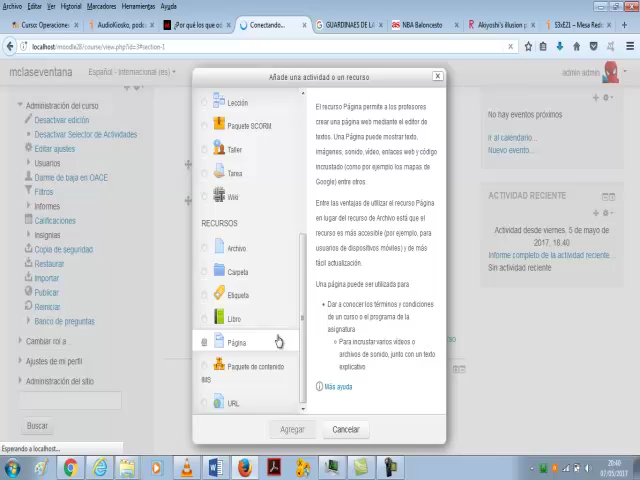 Archivo Editar Ver Historial Marcadores Herramientas Ayuda
Curso: Operacione... AudioKiosko, Podcast... ¿Por qué los que o... Conectando... GUARDINAES DE L... NBA Baloncesto Akiyoshi's illusion p... S3xE21 – Mesa Red...
localhost/moodle28/course/view.php?id=3#section-1
mclaseventana Español - Internacional (es) admin admin
Añade una actividad o un recurso
Administración del curso
Desactivar edición
Desactivar Selector de Actividades
Editar ajustes
Usuarios
Darme de baja en OACE
Filtros
Informes
Calificaciones
Insignias
Copia de seguridad
Restaurar
Importar
Publicar
Reiniciar
Banco de preguntas
Cambiar rol a...
Ajustes de mi perfil
Administración del sitio
Buscar
Esperando a localhost...
Lección
Paquete SCORM
Taller
Tarea
Wiki
RECURSOS
Archivo
Carpeta
Etiqueta
Libro
Página
Paquete de contenido
IMS
URL
El recurso Página permite a los profesores
crear una página web mediante el editor de
textos. Una Página puede mostrar texto,
imágenes, sonido, vídeo, enlaces web y código
incrustado (como por ejemplo los mapas de
Google) entre otros.
Entre las ventajas de utilizar el recurso Página
en lugar del recurso de Archivo está que el
recurso es más accesible (por ejemplo, para
usuarios de dispositivos móviles) y de más
fácil actualización.
Una página puede ser utilizada para
Dar a conocer los términos y condiciones
de un curso o el programa de la
asignatura
Para incrustar varios vídeos o
archivos de sonido, junto con un texto
explicativo
Más ayuda
Agregar Cancelar
No hay eventos próximos
Ir al calendario...
Nuevo evento...
ACTIVIDAD RECIENTE
Actividad desde viernes, 5 de mayo de
2017, 18:40
Informe completo de la actividad reciente...
Sin actividad reciente
20:40
07/05/2017